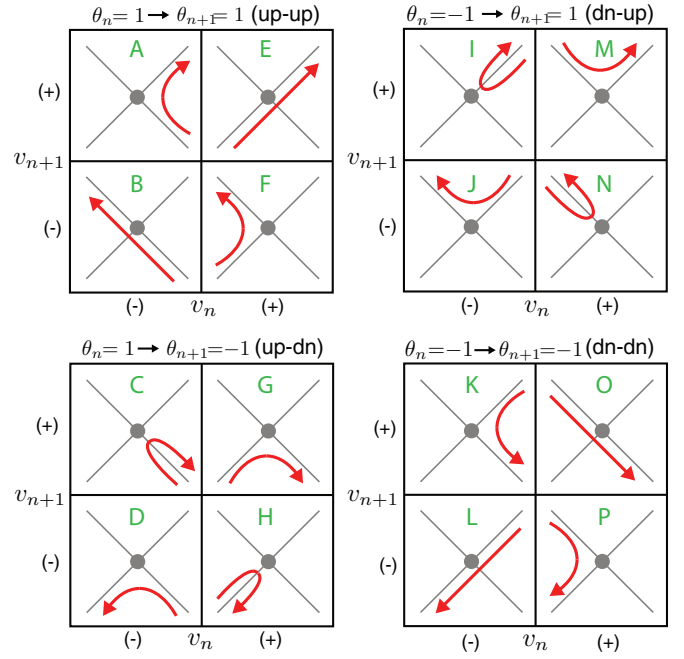 θₙ = 1 → θₙ₊₁ = 1 (up-up)
A E
(+)
vₙ₊₁
B F
(-)
(-) vₙ (+)
θₙ = −1 → θₙ₊₁ = 1 (dn-up)
I M
(+)
vₙ₊₁
J N
(-)
(-) vₙ (+)
θₙ = 1 → θₙ₊₁ = −1 (up-dn)
C G
(+)
vₙ₊₁
D H
(-)
(-) vₙ (+)
θₙ = −1 → θₙ₊₁ = −1 (dn-dn)
K O
(+)
vₙ₊₁
L P
(-)
(-) vₙ (+)